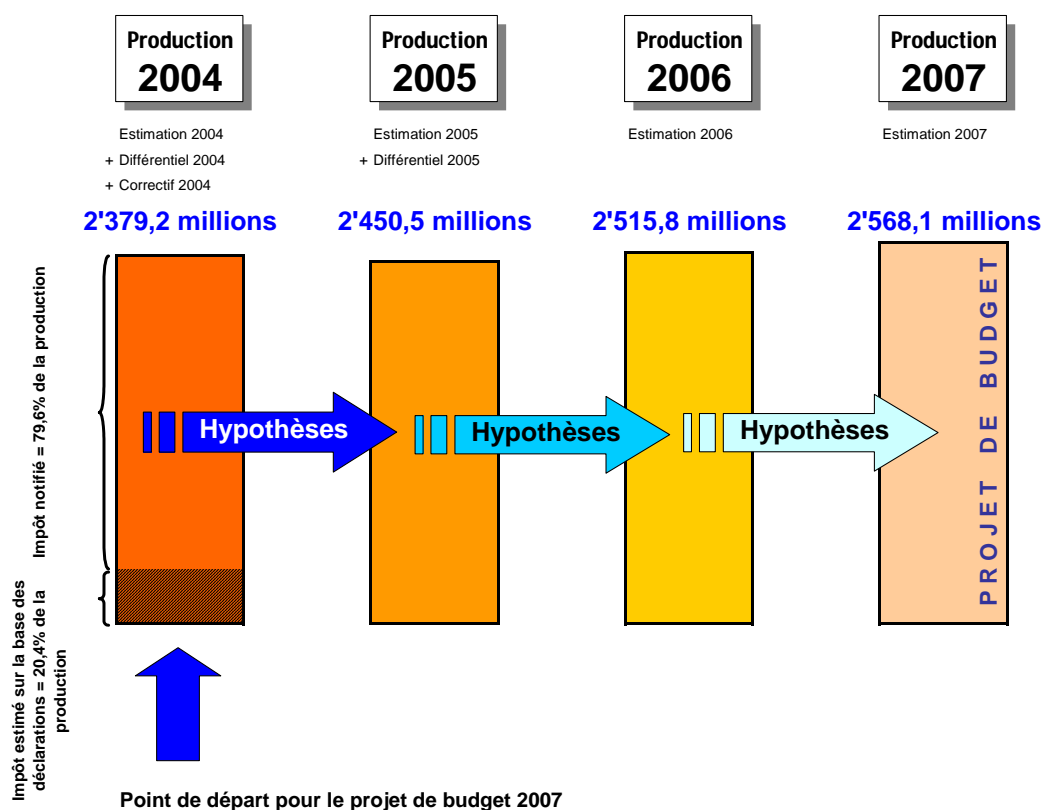 Production
2004
Production
2005
Production
2006
Production
2007
Estimation 2004
+ Différentiel 2004
+ Correctif 2004
Estimation 2005
+ Différentiel 2005
Estimation 2006
Estimation 2007
2'379,2 millions
2'450,5 millions
2'515,8 millions
2'568,1 millions
Impôt notifié = 79,6% de la production
Impôt estimé sur la base des
déclarations = 20,4% de la
production
Hypothèses
Hypothèses
Hypothèses
PROJET DE BUDGET
Point de départ pour le projet de budget 2007